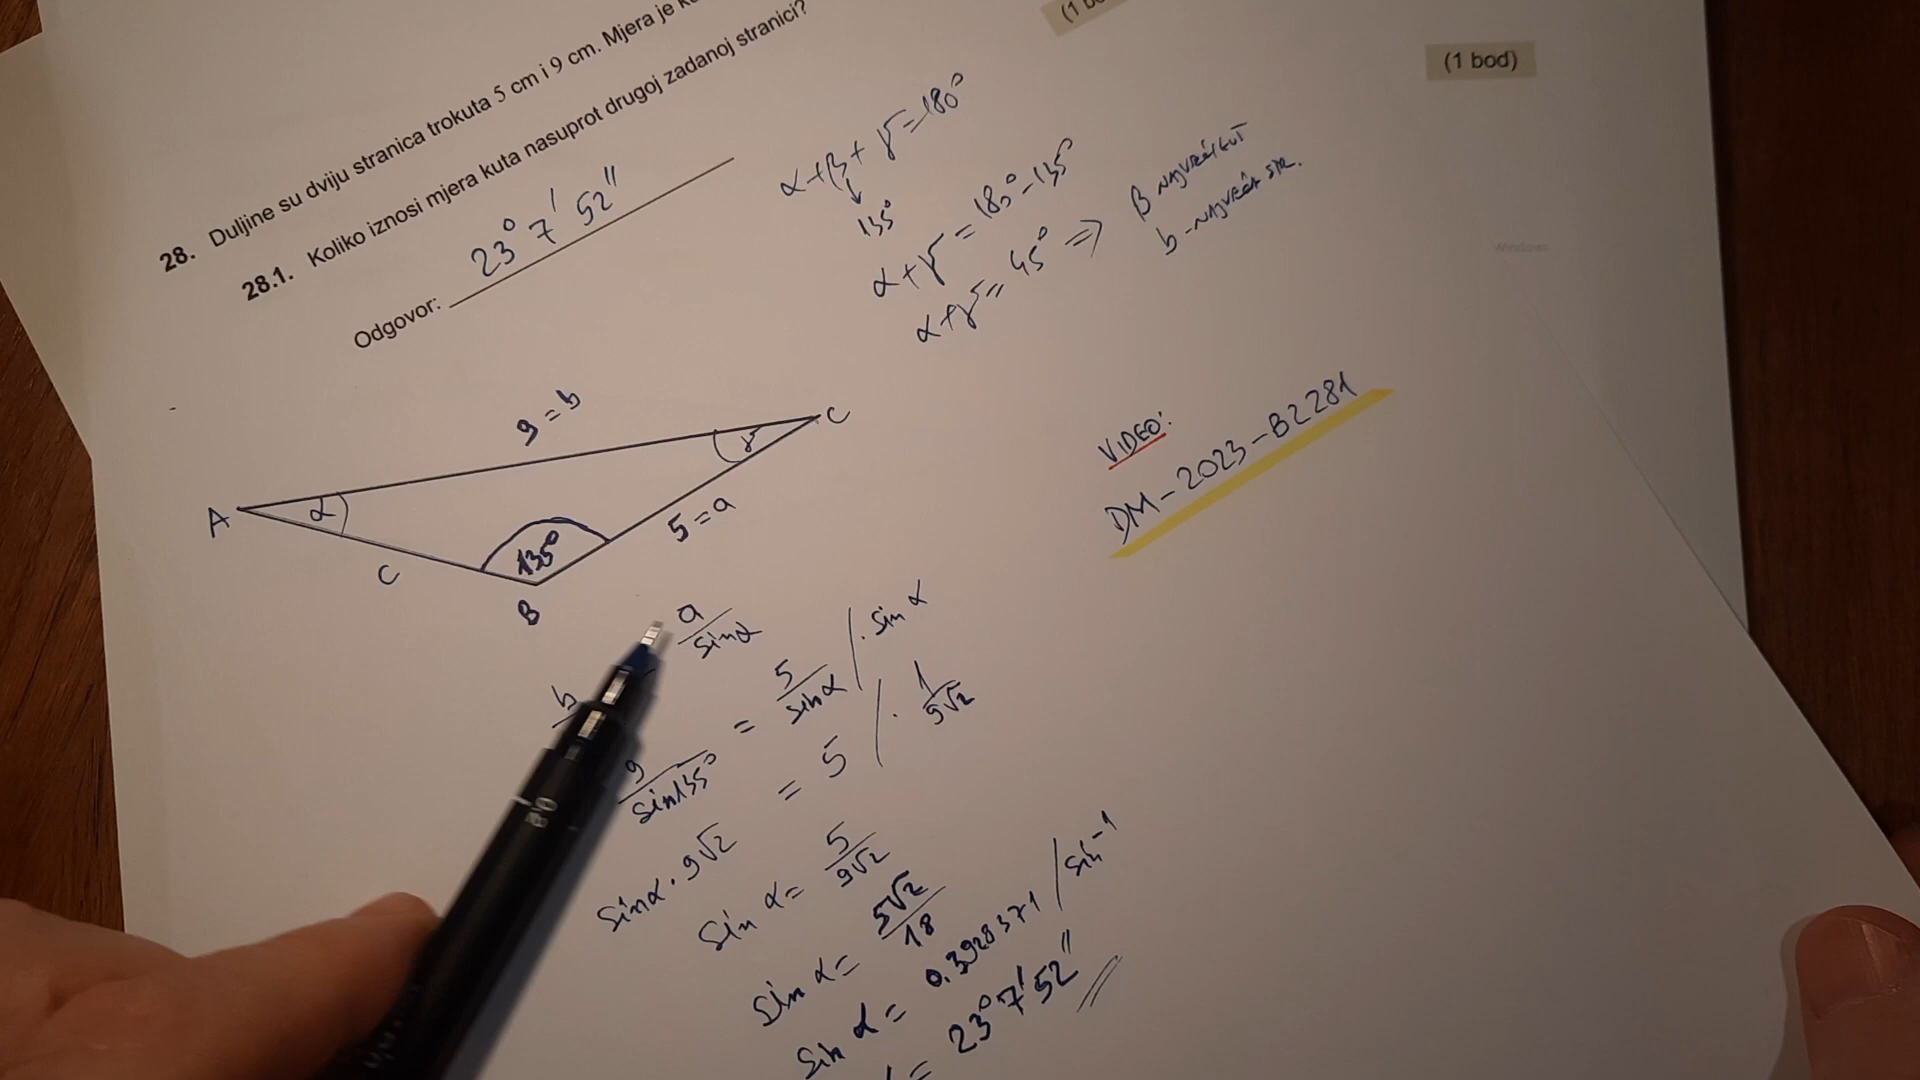 28. Duljine su dviju stranica trokuta 5 cm i 9 cm. Mjera je
28.1. Koliko iznosi mjera kuta nasuprot drugoj zadanoj stranici?
Odgovor: 23° 7' 52''
(1
(1 bod)
α+β+γ=180°
135°
α+γ=180°-135°
α+γ=45° ⇒
β NAJVEĆI KUT
b-NAJVEĆA STR.
9=b
C
γ
A
α
135°
5=a
c
B
VIDEO:
DM-2023-B2281
b
a/sinα
9/sin135° = 5/sinα /·sinα
sinα·9√2 = 5 /·1/9√2
sin α= 5/9√2
sin α= 5√2/18
sin α= 0.3928371 /sin⁻¹
= 23°7'52''